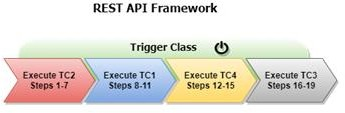 REST API Framework
Trigger Class
Execute TC2
Steps 1-7
Execute TC1
Steps 8-11
Execute TC4
Steps 12-15
Execute TC3
Steps 16-19